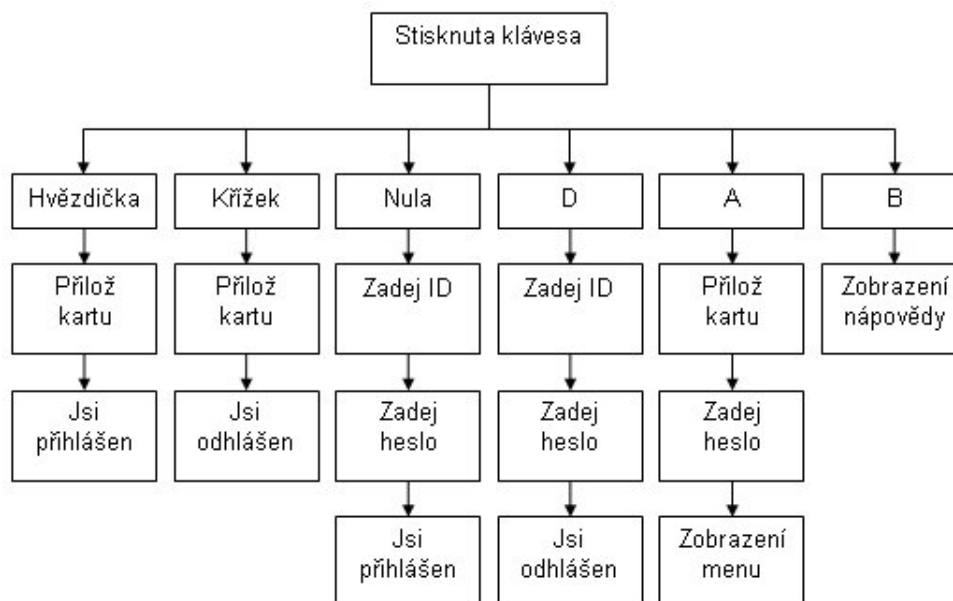 Stisknuta klávesa
Hvězdička
Křížek
Nula
D
A
B
Přilož
kartu
Přilož
kartu
Zadej ID
Zadej ID
Přilož
kartu
Zobrazení
nápovědy
Jsi
přihlášen
Jsi
odhlášen
Zadej
heslo
Zadej
heslo
Zadej
heslo
Jsi
přihlášen
Jsi
odhlášen
Zobrazení
menu